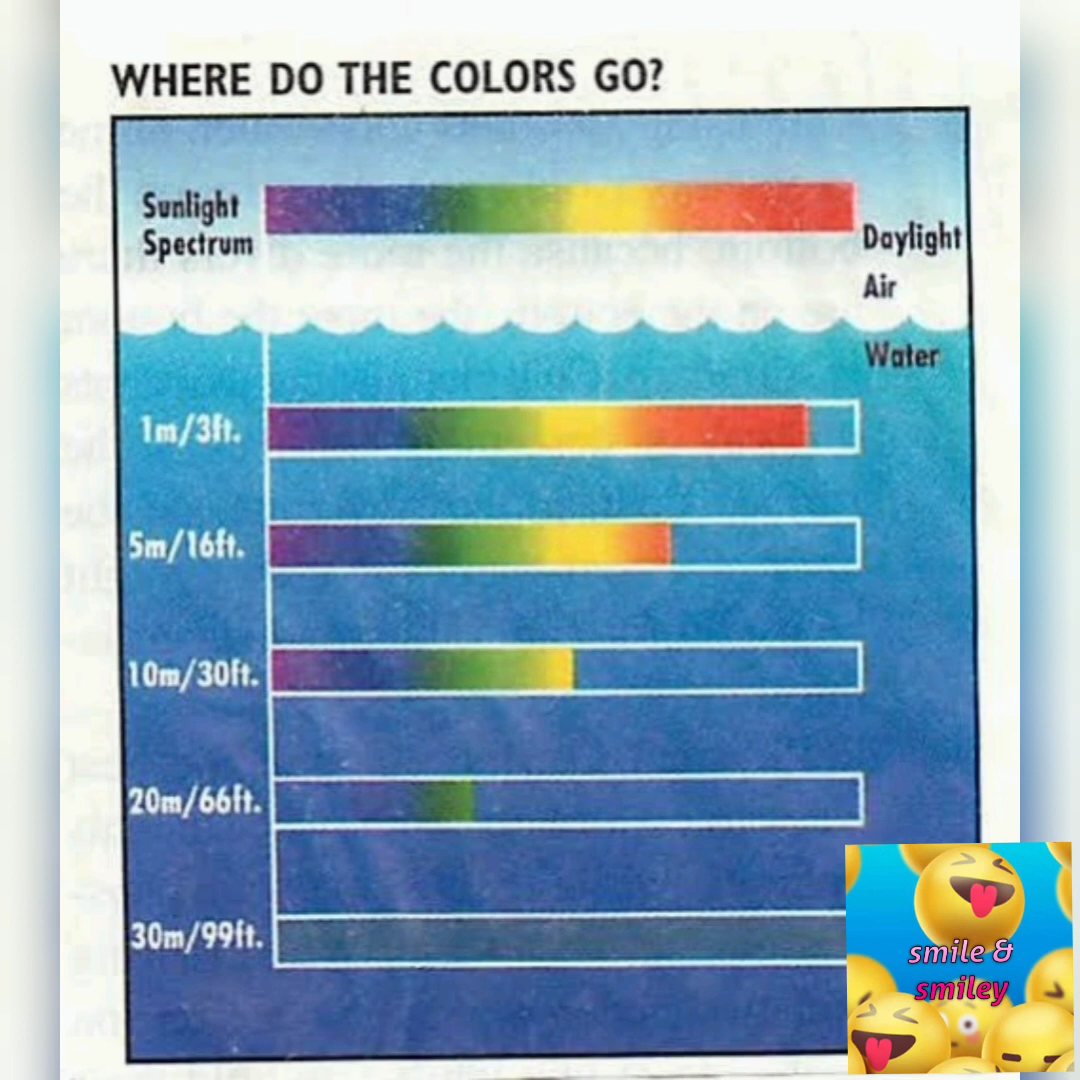 WHERE DO THE COLORS GO?
Sunlight
Spectrum
Daylight
Air
Water
1m/3ft.
5m/16ft.
10m/30ft.
20m/66ft.
30m/99ft.
smile &
smiley